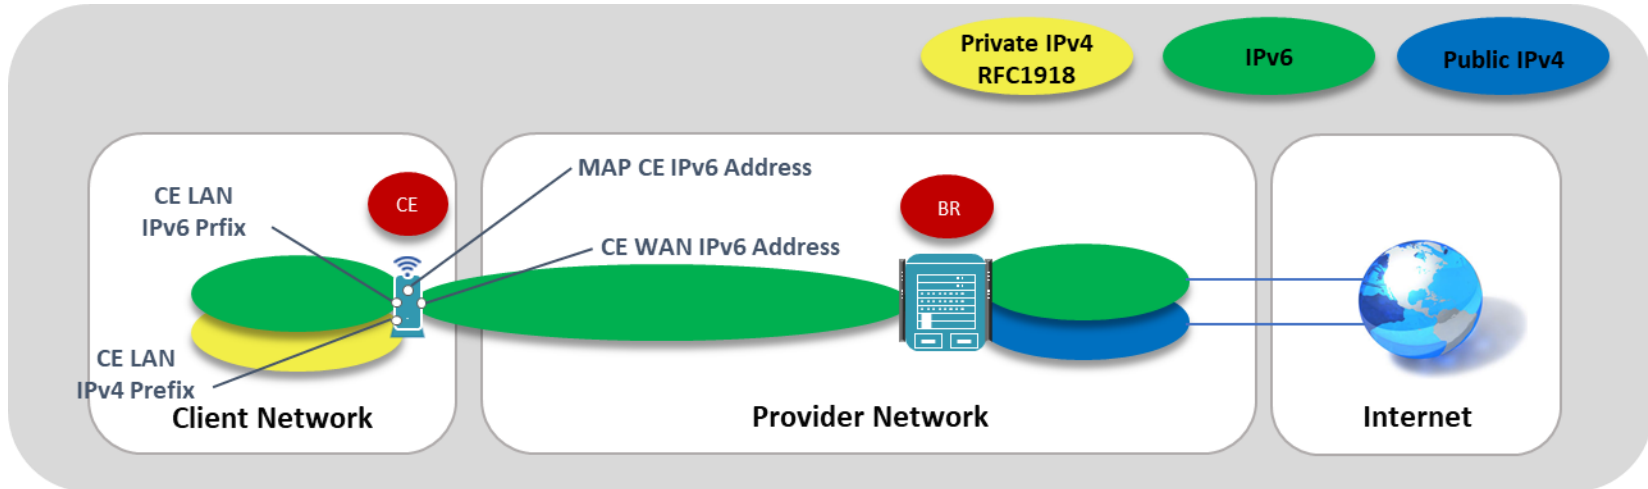 Private IPv4
RFC1918
IPv6
Public IPv4
CE LAN
IPv6 Prfix
CE
MAP CE IPv6 Address
CE WAN IPv6 Address
BR
CE LAN
IPv4 Prefix
Client Network
Provider Network
Internet